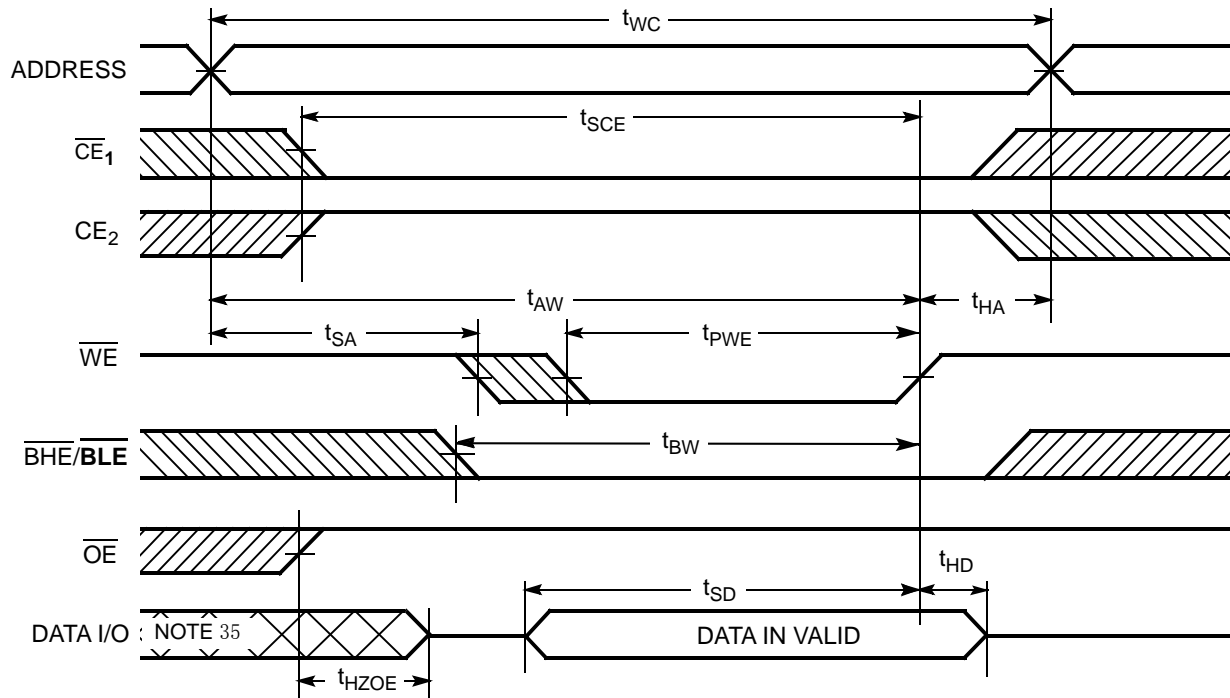 tWC
ADDRESS
tSCE
CE1
CE2
tAW
tHA
tSA
tPWE
WE
tBW
BHE/BLE
OE
tHD
tSD
DATA I/O NOTE 35 DATA IN VALID
tHZOE